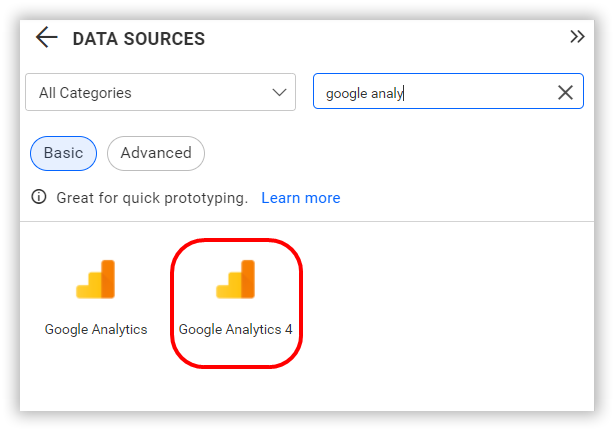 DATA SOURCES
All Categories
google analy
Basic
Advanced
Great for quick prototyping. Learn more
Google Analytics
Google Analytics 4